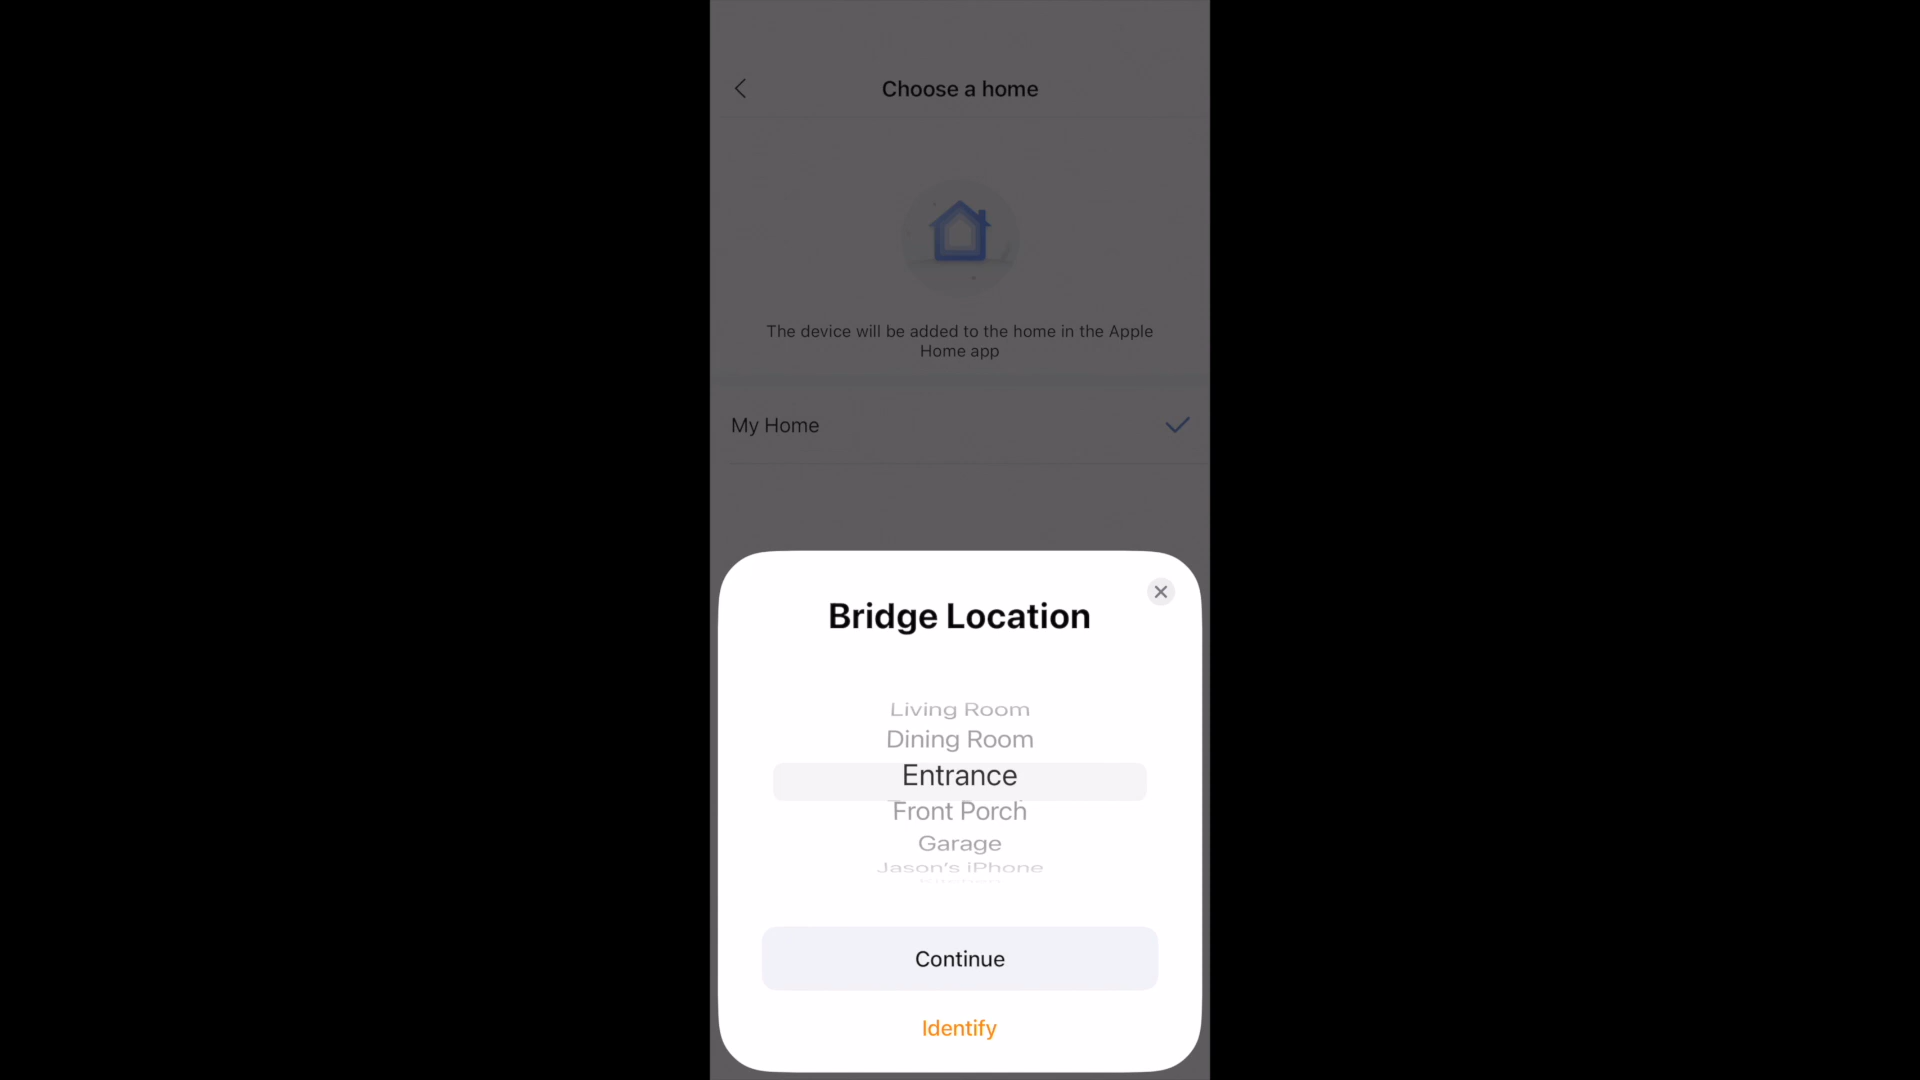 Choose a home
The device will be added to the home in the Apple
Home app
My Home
Bridge Location
Living Room
Dining Room
Entrance
Front Porch
Garage
Jason's iPhone
Continue
Identify